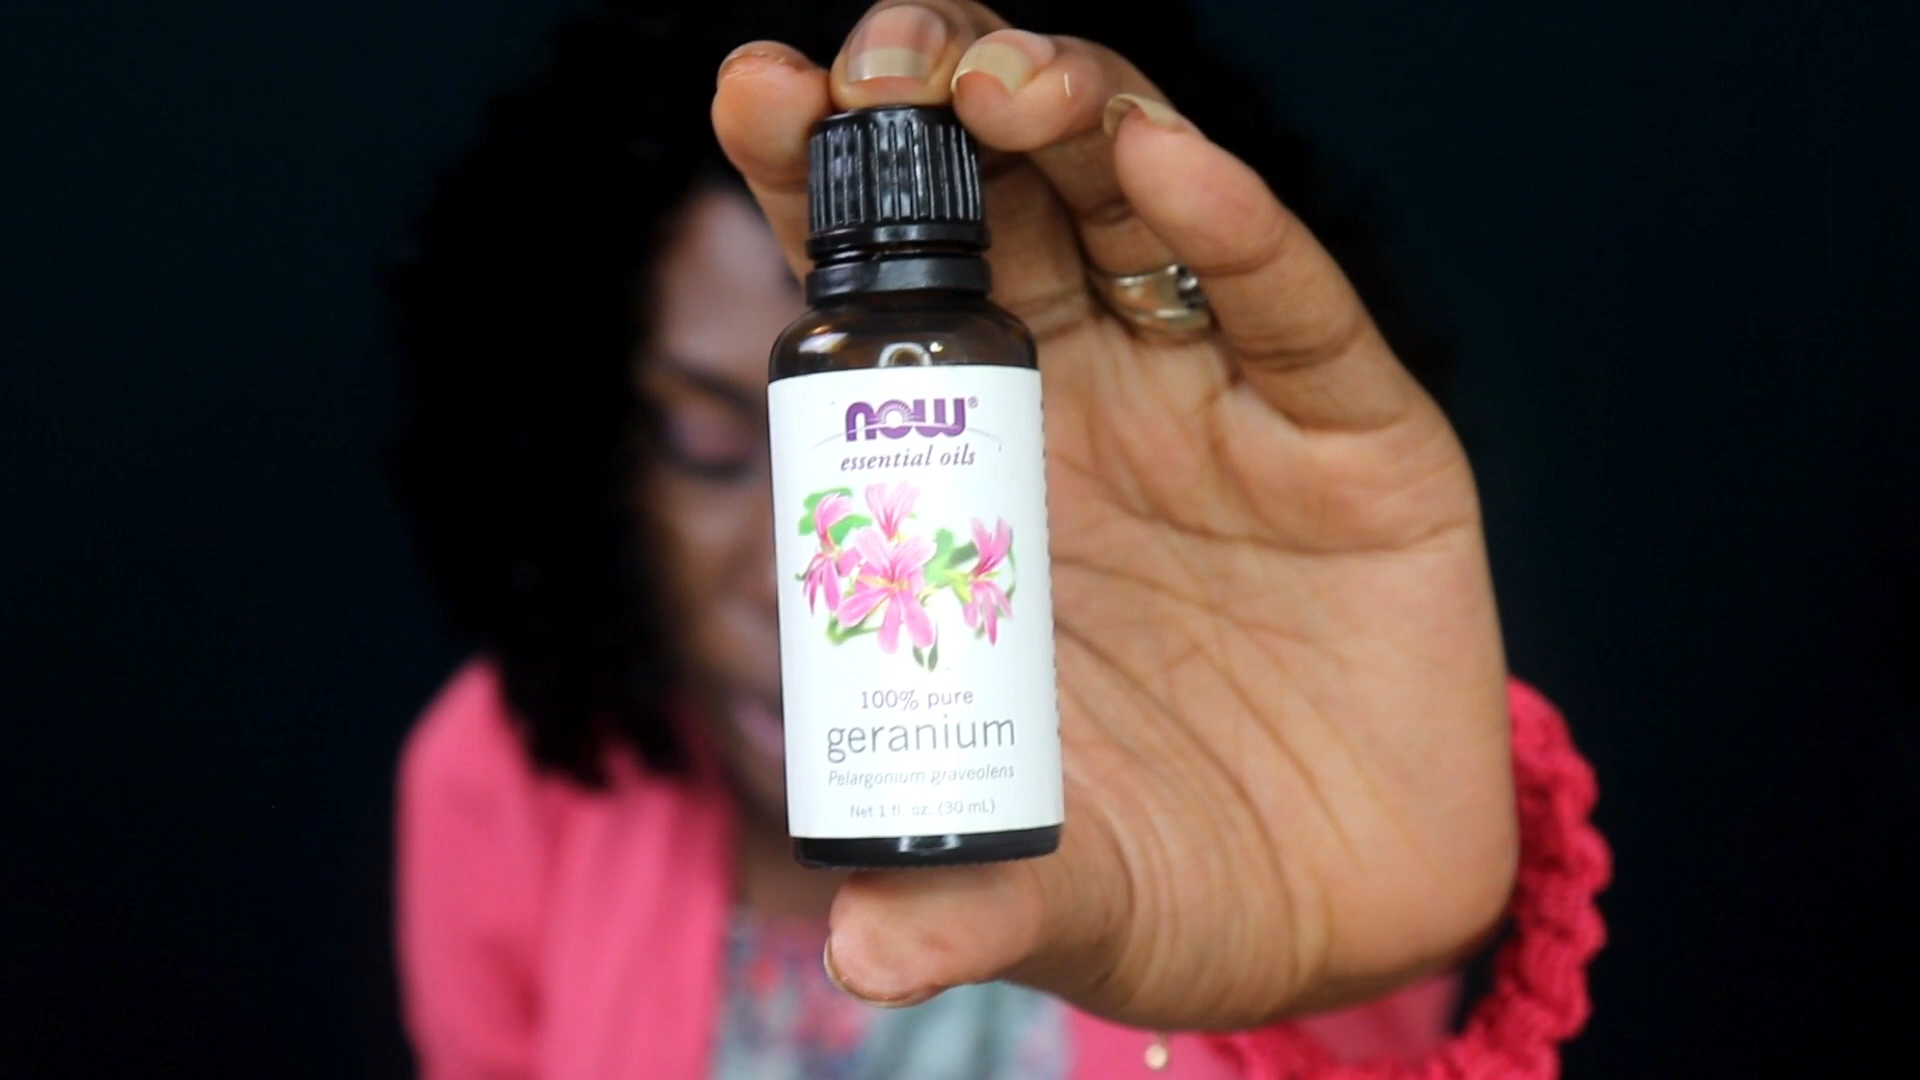 now®
essential oils
100% pure
geranium
Pelargonium graveolens
Net 1 fl. oz. (30 mL)